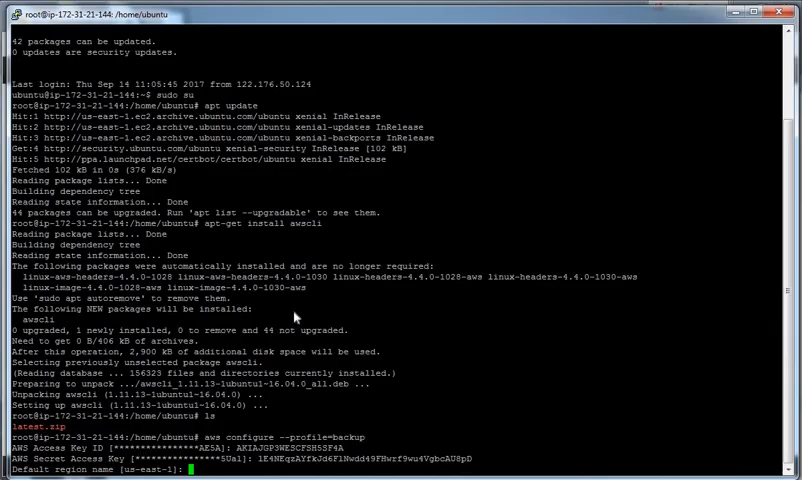 root@ip-172-31-21-144: /home/ubuntu
42 packages can be updated.
0 updates are security updates.
Last login: Thu Sep 14 11:05:45 2017 from 122.176.50.124
ubuntu@ip-172-31-21-144:~$ sudo su
root@ip-172-31-21-144:/home/ubuntu# apt update
Hit:1 http://us-east-1.ec2.archive.ubuntu.com/ubuntu xenial InRelease
Hit:2 http://us-east-1.ec2.archive.ubuntu.com/ubuntu xenial-updates InRelease
Hit:3 http://us-east-1.ec2.archive.ubuntu.com/ubuntu xenial-backports InRelease
Get:4 http://security.ubuntu.com/ubuntu xenial-security InRelease [102 kB]
Hit:5 http://ppa.launchpad.net/certbot/certbot/ubuntu xenial InRelease
Fetched 102 kB in 0s (376 kB/s)
Reading package lists... Done
Building dependency tree
Reading state information... Done
44 packages can be upgraded. Run 'apt list --upgradable' to see them.
root@ip-172-31-21-144:/home/ubuntu# apt-get install awscli
Reading package lists... Done
Building dependency tree
Reading state information... Done
The following packages were automatically installed and are no longer required:
linux-aws-headers-4.4.0-1028 linux-aws-headers-4.4.0-1030 linux-headers-4.4.0-1028-aws linux-headers-4.4.0-1030-aws
linux-image-4.4.0-1028-aws linux-image-4.4.0-1030-aws
Use 'sudo apt autoremove' to remove them.
The following NEW packages will be installed:
awscli
0 upgraded, 1 newly installed, 0 to remove and 44 not upgraded.
Need to get 0 B/406 kB of archives.
After this operation, 2,900 kB of additional disk space will be used.
Selecting previously unselected package awscli.
(Reading database ... 156323 files and directories currently installed.)
Preparing to unpack .../awscli_1.11.13-1ubuntu1~16.04.0_all.deb ...
Unpacking awscli (1.11.13-1ubuntu1~16.04.0) ...
Setting up awscli (1.11.13-1ubuntu1~16.04.0) ...
root@ip-172-31-21-144:/home/ubuntu# ls
latest.zip
root@ip-172-31-21-144:/home/ubuntu# aws configure --profile=backup
AWS Access Key ID [****************AE5A]: AKIAJGP3WESCFSH5SF4A
AWS Secret Access Key
Default region name [us-east-1]: